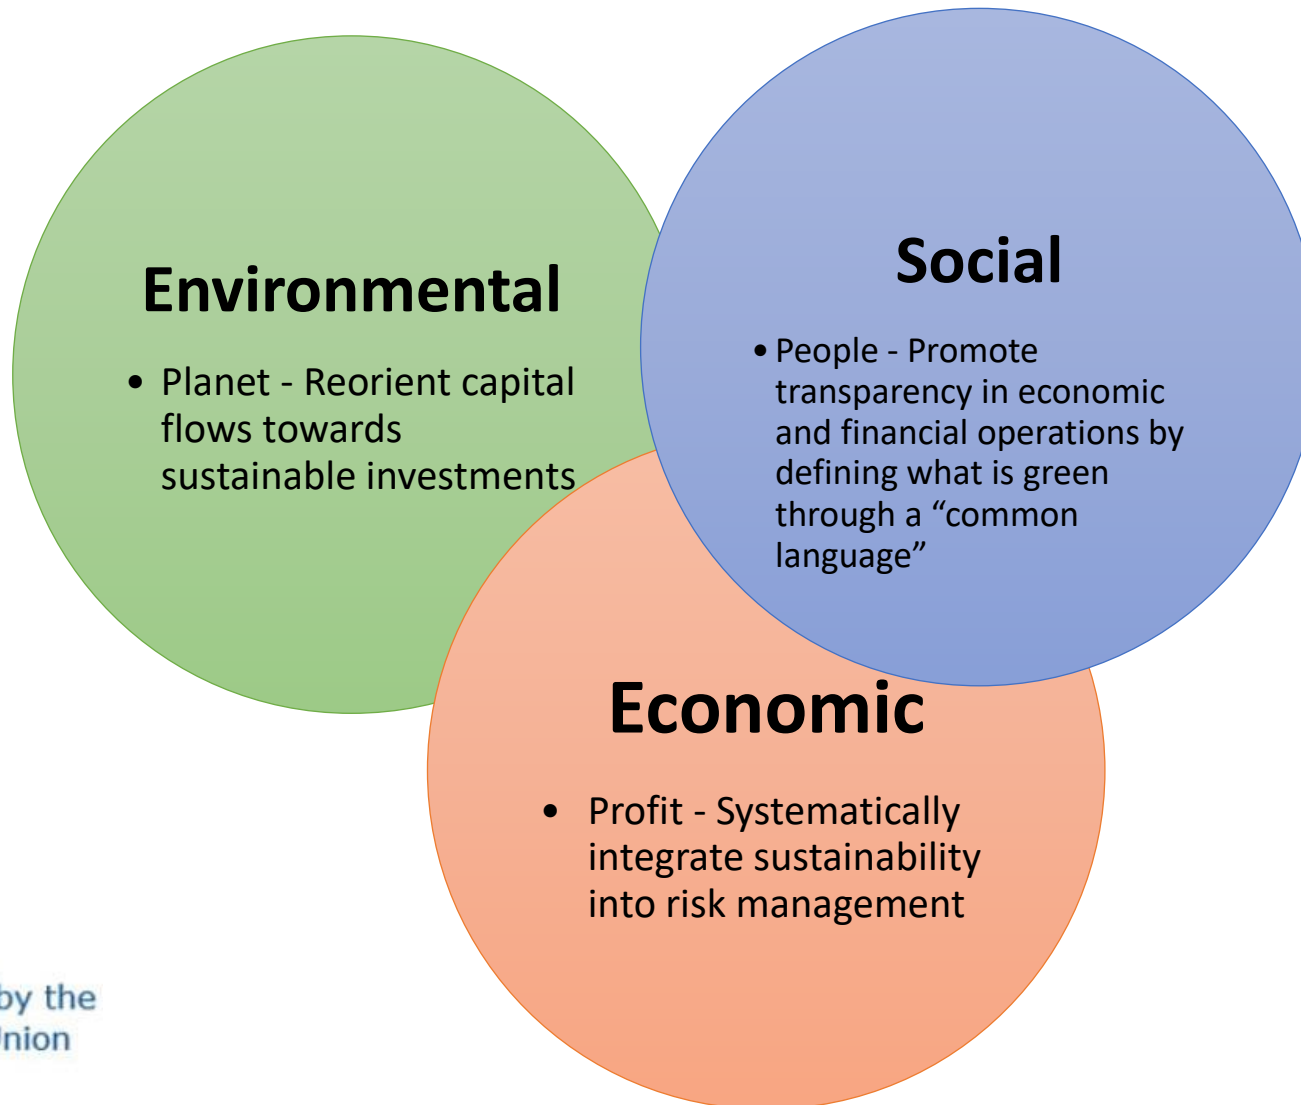 Environmental
• Planet - Reorient capital
flows towards
sustainable investments
Social
• People - Promote
transparency in economic
and financial operations by
defining what is green
through a “common
language”
Economic
• Profit - Systematically
integrate sustainability
into risk management
by the